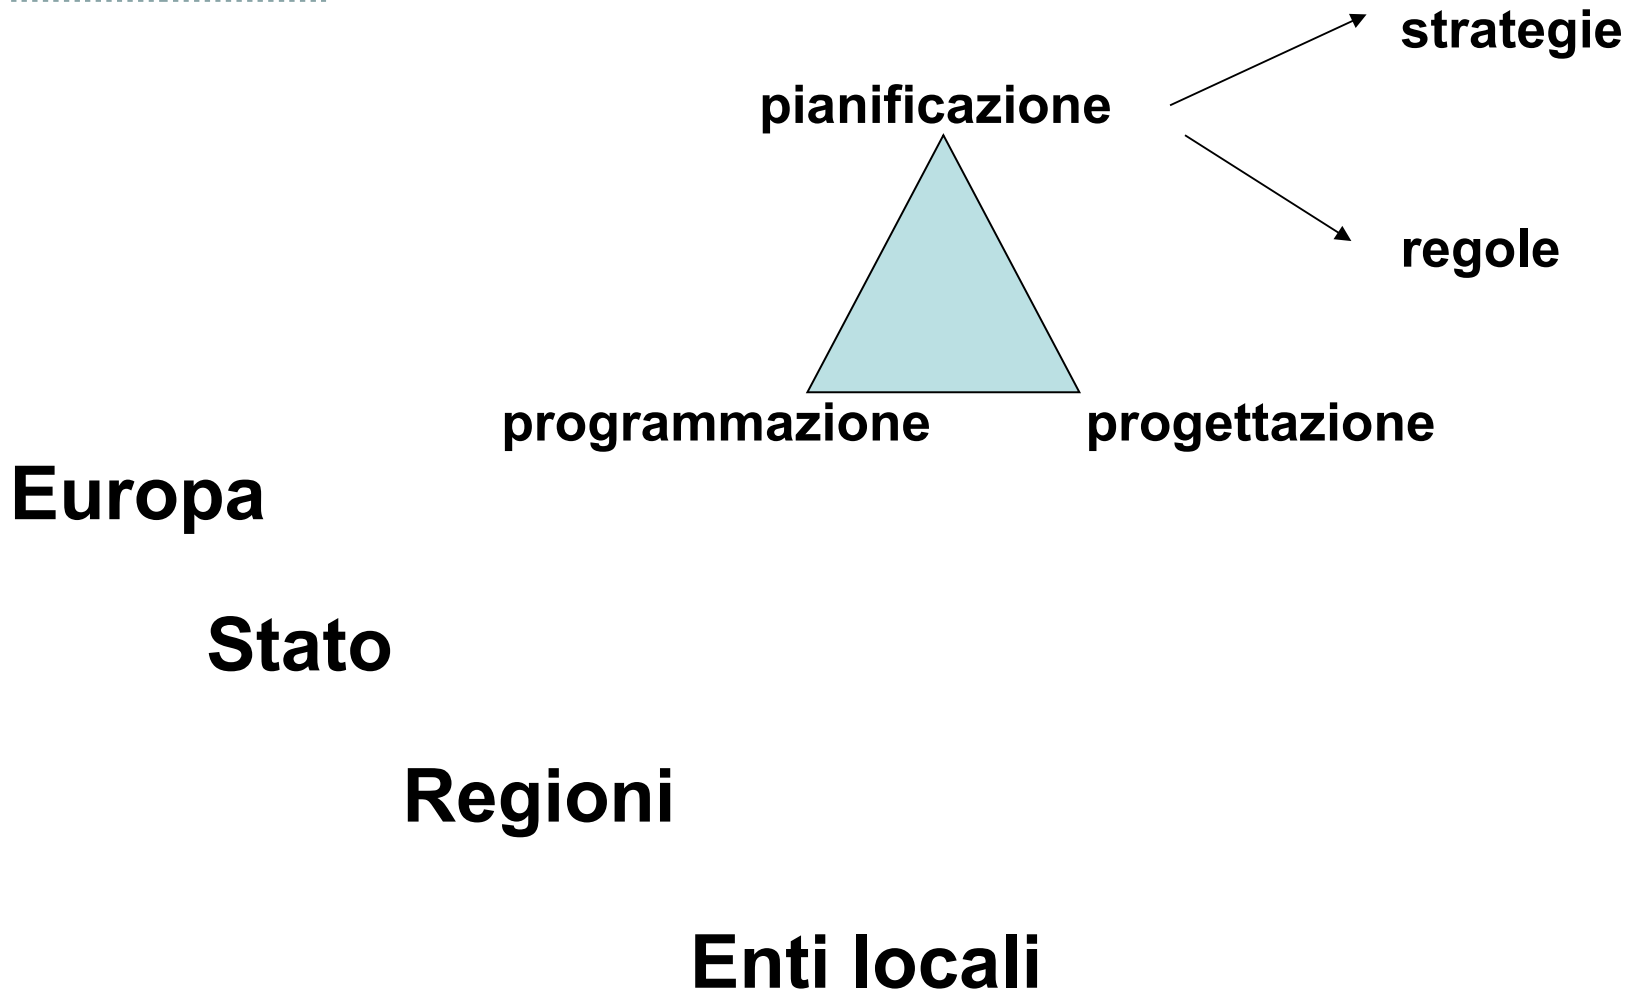 strategie
pianificazione
regole
programmazione progettazione
Europa
Stato
Regioni
Enti locali